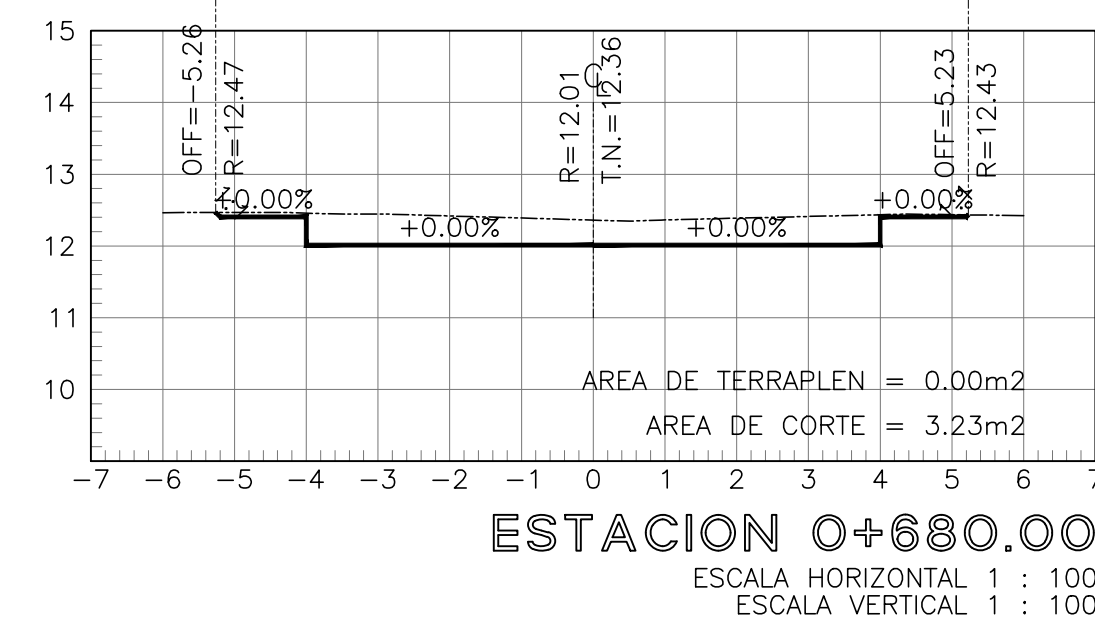 15
14
13
12
11
10
OFF=-5.26
R=12.47
R=12.01
T.N.=12.36
OFF=5.23
R=12.43
+0.00%
+0.00%
+0.00%
+0.00%
AREA DE TERRAPLEN = 0.00m2
AREA DE CORTE = 3.23m2
-7 -6 -5 -4 -3 -2 -1 0 1 2 3 4 5 6 7
ESTACION 0+680.00
ESCALA HORIZONTAL 1 : 100
ESCALA VERTICAL 1 : 100